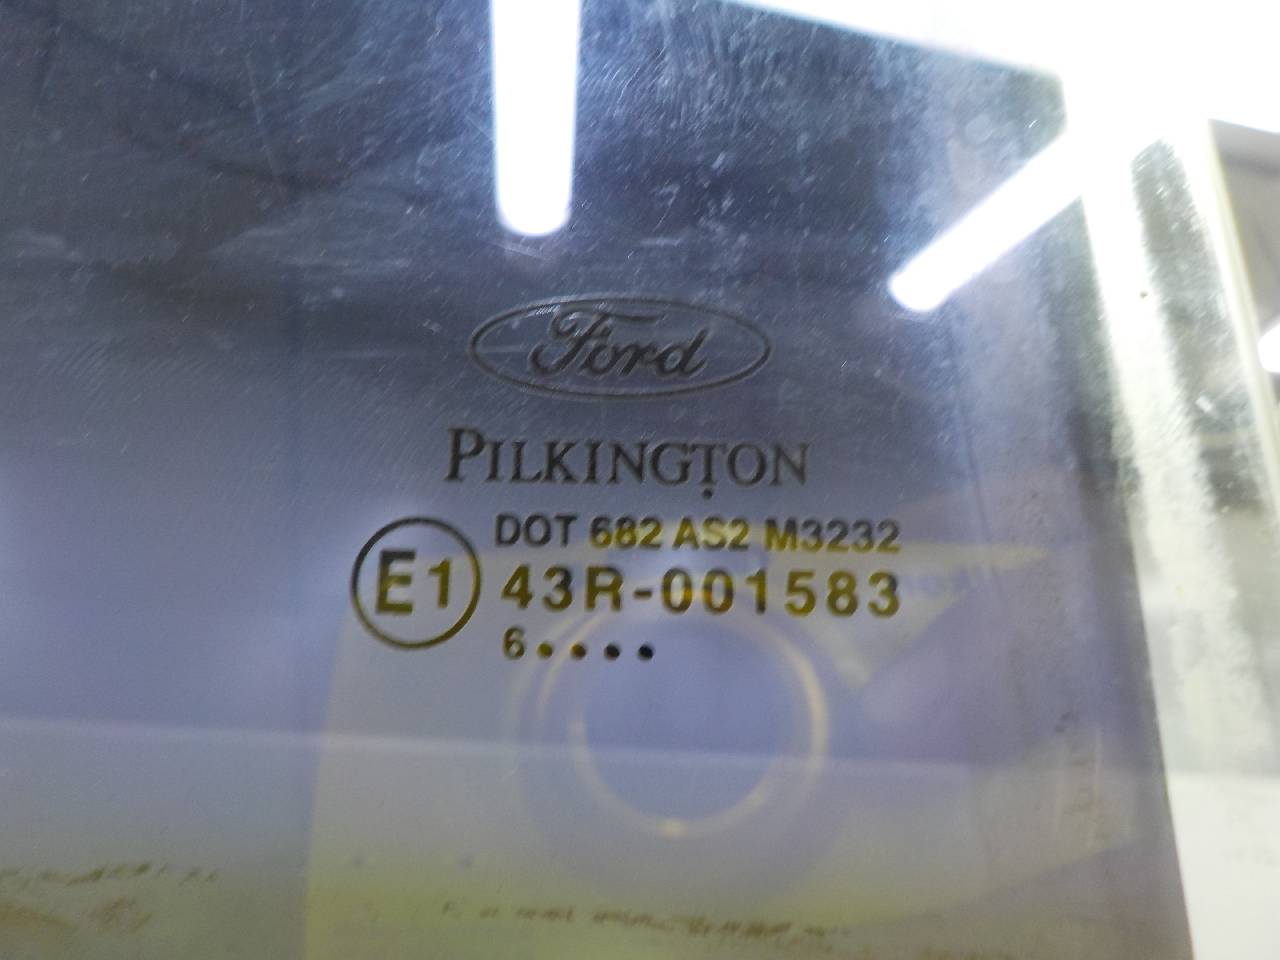 Ford
PILKINGTON
DOT 682 AS2 M3232
E1 43R-001583
6••••